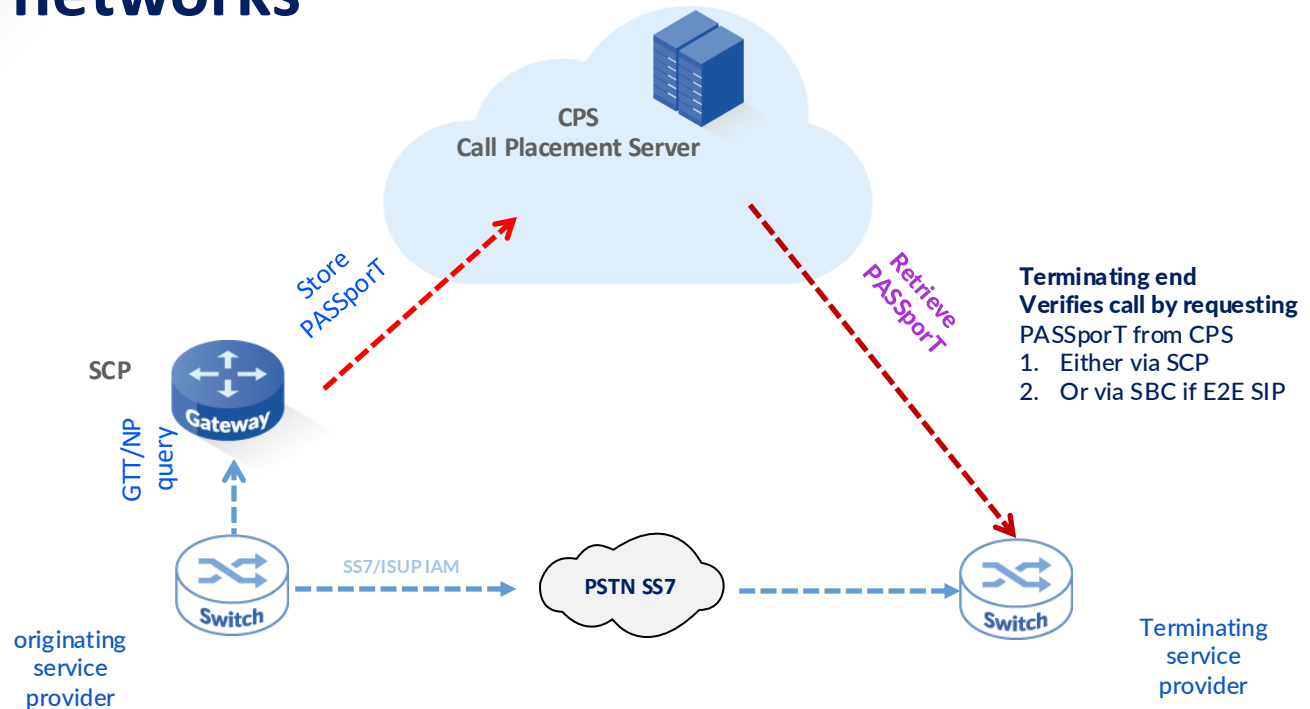 networks
CPS
Call Placement Server
Store
PASSporT
Retrieve
PASSporT
Terminating end
Verifies call by requesting
PASSporT from CPS
1. Either via SCP
2. Or via SBC if E2E SIP
SCP
Gateway
GTT/NP
query
SS7/ISUP IAM
PSTN SS7
Switch
Switch
originating
service
provider
Terminating
service
provider